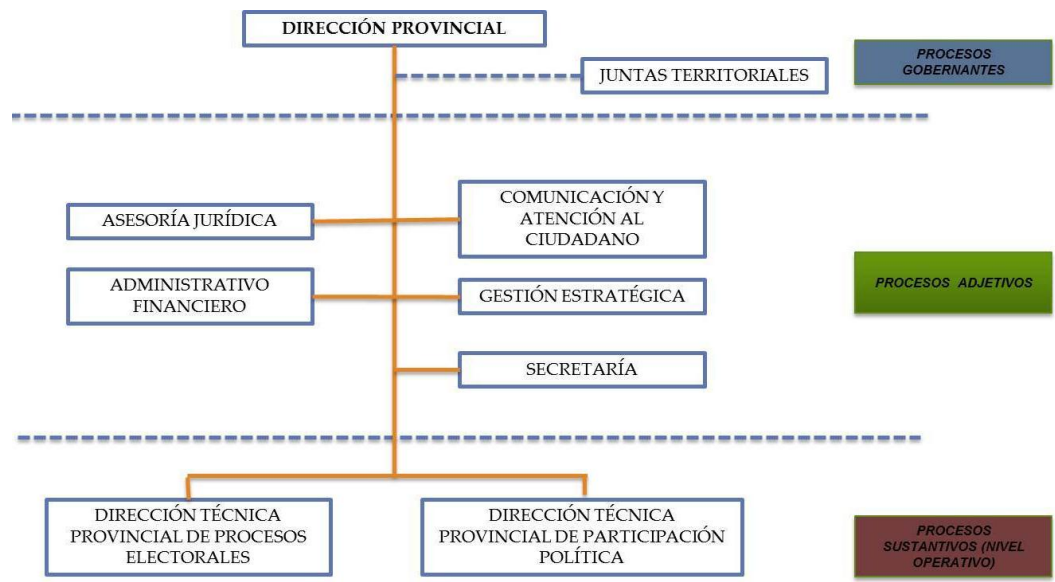 DIRECCIÓN PROVINCIAL
JUNTAS TERRITORIALES
PROCESOS
GOBERNANTES
ASESORÍA JURÍDICA
COMUNICACIÓN Y
ATENCIÓN AL
CIUDADANO
ADMINISTRATIVO
FINANCIERO
GESTIÓN ESTRATÉGICA
PROCESOS ADJETIVOS
SECRETARÍA
DIRECCIÓN TÉCNICA
PROVINCIAL DE PROCESOS
ELECTORALES
DIRECCIÓN TÉCNICA
PROVINCIAL DE PARTICIPACIÓN
POLÍTICA
PROCESOS
SUSTANTIVOS (NIVEL
OPERATIVO)